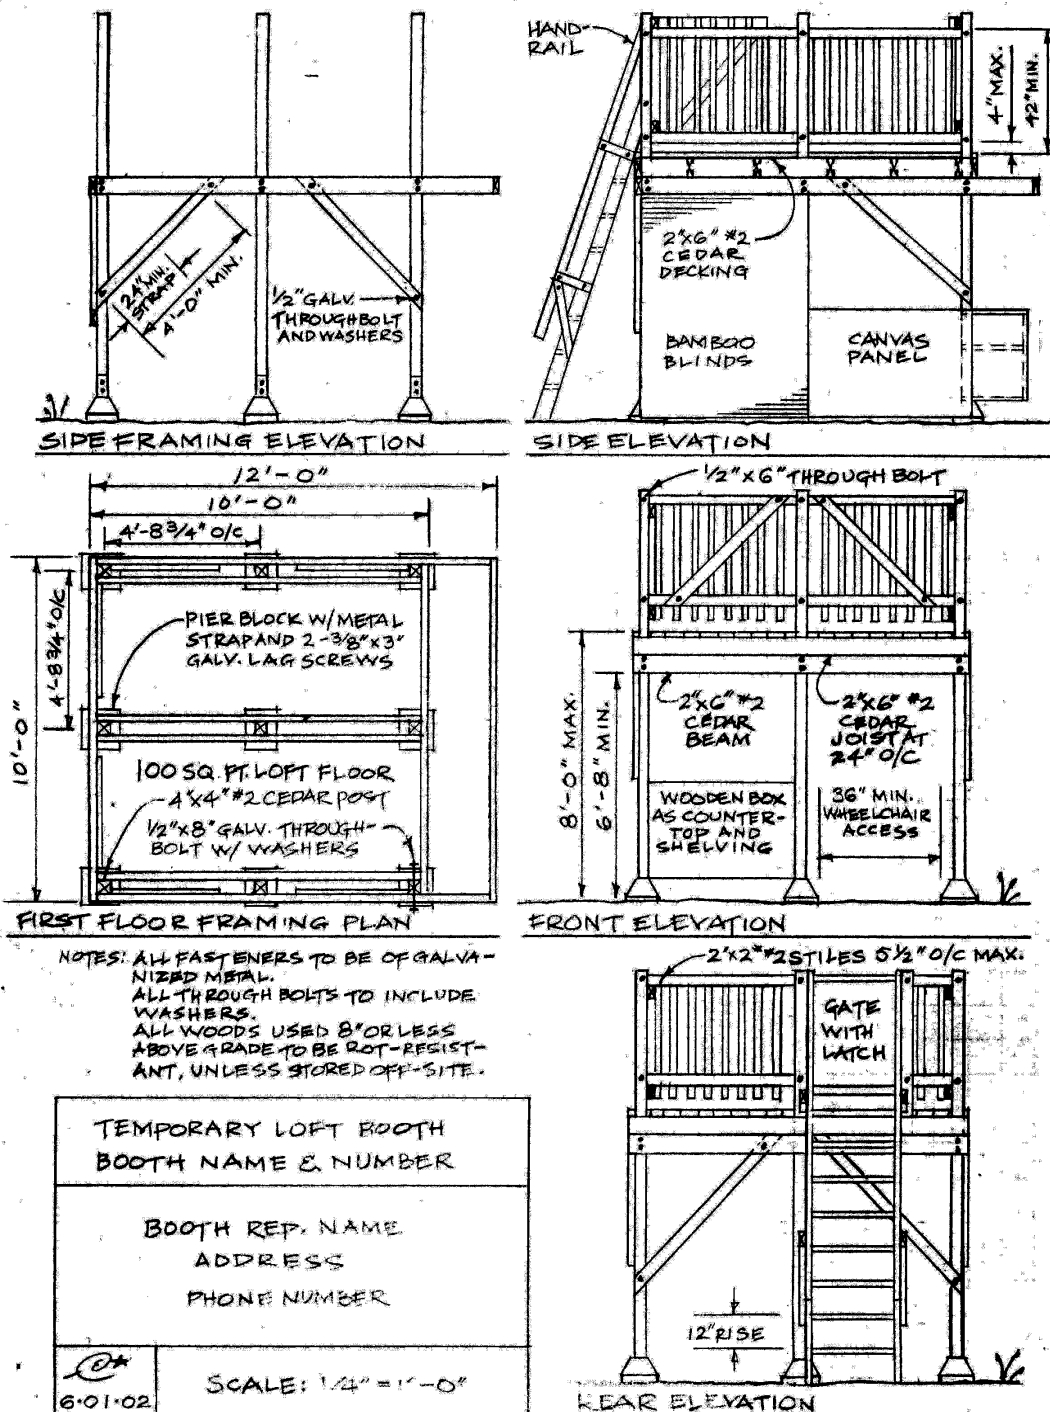 24" MIN.
STRAP
4'-0" MIN.
1/2" GALV.
THROUGHBOLT
AND WASHERS
SIDE FRAMING ELEVATION
HAND-
RAIL
4" MAX.
42" MIN.
2"x6" #2
CEDAR
DECKING
BAMBOO
BLINDS
CANVAS
PANEL
SIDE ELEVATION
12'-0"
10'-0"
4'-8 3/4" O/C
4'-8 3/4" O/C
10'-0"
PIER BLOCK W/METAL
STRAP AND 2-3/8"x3"
GALV. LAG SCREWS
100 SQ. FT. LOFT FLOOR
4"x4" #2 CEDAR POST
1/2"x8" GALV. THROUGH-
BOLT W/ WASHERS
FIRST FLOOR FRAMING PLAN
1/2" x 6" THROUGH BOLT
8'-0" MAX.
6'-8" MIN.
2"x6" #2
CEDAR
BEAM
2"x6" #2
CEDAR
JOIST AT
24" O/C
WOODEN BOX
AS COUNTER-
TOP AND
SHELVING
36" MIN.
WHEELCHAIR
ACCESS
FRONT ELEVATION
NOTES: ALL FASTENERS TO BE OF GALVA-
NIZED METAL.
ALL THROUGH BOLTS TO INCLUDE
WASHERS.
ALL WOODS USED 8" OR LESS
ABOVE GRADE TO BE ROT-RESIST-
ANT, UNLESS STORED OFF-SITE.
2"x2" #2 STILES 5 1/2" O/C MAX.
GATE
WITH
LATCH
12" RISE
REAR ELEVATION
TEMPORARY LOFT BOOTH
BOOTH NAME & NUMBER
BOOTH REP. NAME
ADDRESS
PHONE NUMBER
6·01·02
SCALE: 1/4" = 1'-0"